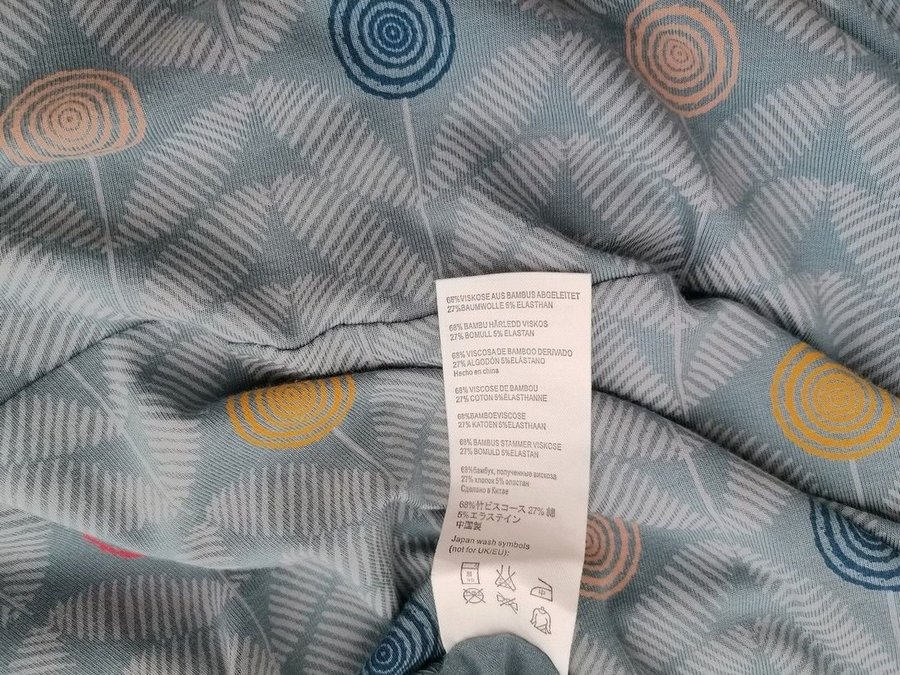 68%VISKOSE AUS BAMBUS ABGELEITET
27%BAUMWOLLE 5% ELASTHAN
68% BAMBU HÄRLEDD VISKOS
27% BOMULL 5% ELASTAN
68% VISCOSA DE BAMBOO DERIVADO
27% ALGODÓN 5%ELÁSTANO
Hecho en china
68% VISCOSE DE BAMBOU
27% COTON 5%ELASTHANNE
68%BAMBOEVISCOSE
27% KATOEN 5%ELASTHAAN
68% BAMBUS STAMMER VISKOSE
27% BOMULD 5%ELASTAN
68%бамбук, полученные вискоза
27% хлопок 5% эластан
Сделано в Китае
68%竹ビスコース 27% 綿
5%エラステイン
中国製
Japan wash symbols
(not for UK/EU):